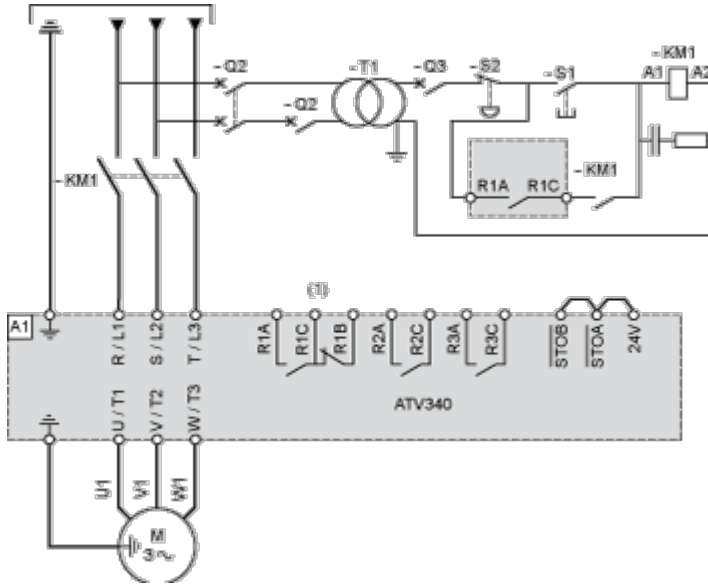 -Q2
-T1
-Q3
-S2
-S1
-KM1
A1
A2
-Q2
-KM1
R1A
R1C
-KM1
(1)
A1
R / L1
S / L2
T / L3
R1A
R1C
R1B
R2A
R2C
R3A
R3C
STOB
STOA
24V
U / T1
V / T2
W / T3
ATV340
U1
V1
W1
M
3~